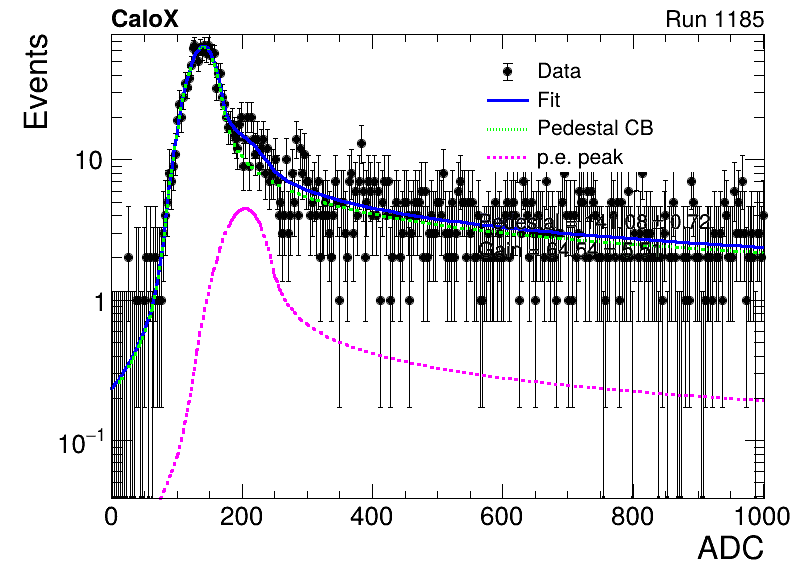 CaloX Run 1185
Events
Data
Fit
Pedestal CB
p.e. peak
10
1
10−1
0 200 400 600 800 1000
ADC